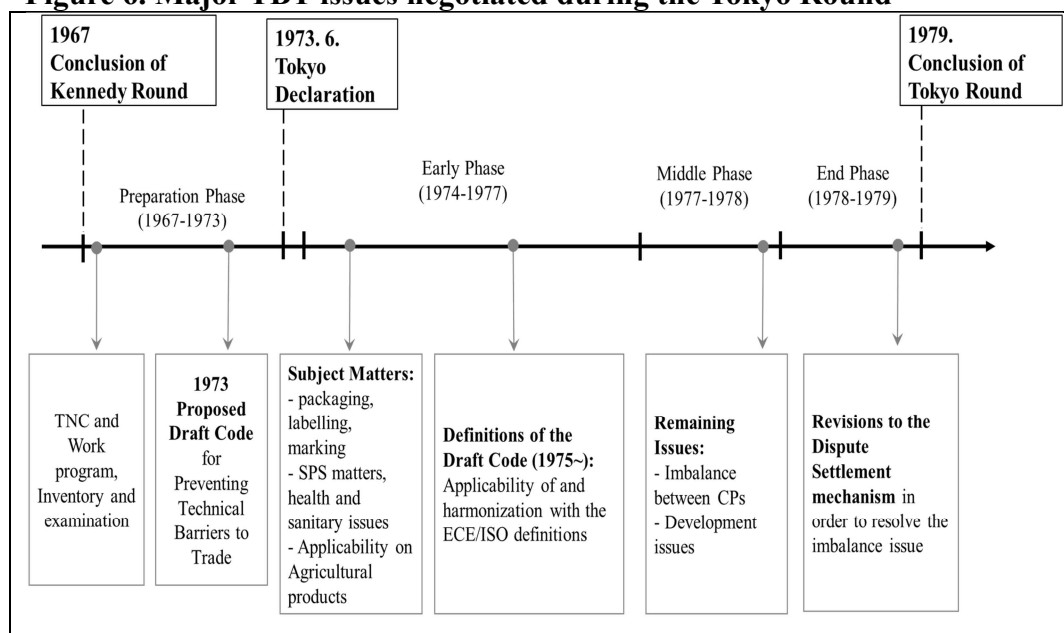 Figure 6. Major TBT issues negotiated during the Tokyo Round
1967
Conclusion of
Kennedy Round
1973. 6.
Tokyo
Declaration
1979.
Conclusion of
Tokyo Round
Preparation Phase
(1967-1973)
Early Phase
(1974-1977)
Middle Phase
(1977-1978)
End Phase
(1978-1979)
TNC and
Work
program,
Inventory and
examination
1973
Proposed
Draft Code
for
Preventing
Technical
Barriers to
Trade
Subject Matters:
- packaging,
labelling,
marking
- SPS matters,
health and
sanitary issues
- Applicability on
Agricultural
products
Definitions of the
Draft Code (1975~):
Applicability of and
harmonization with the
ECE/ISO definitions
Remaining
Issues:
- Imbalance
between CPs
- Development
issues
Revisions to the
Dispute
Settlement
mechanism in
order to resolve the
imbalance issue